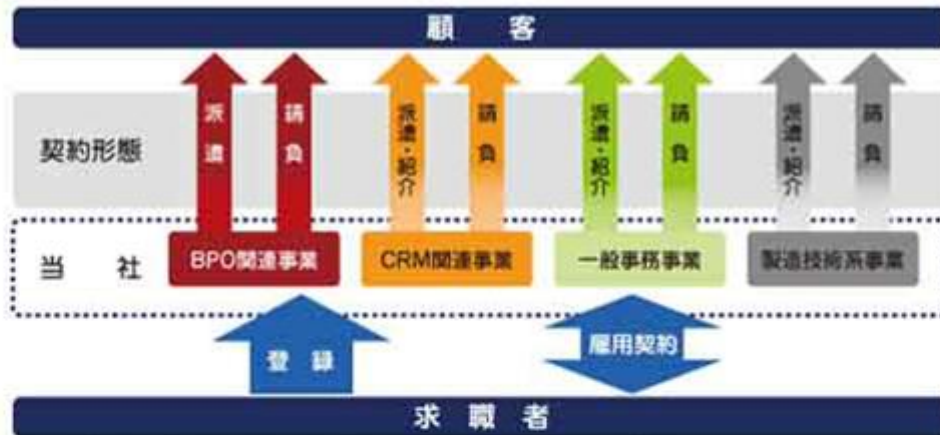 顧客
派遣
請負
派遣・紹介
請負
派遣・紹介
請負
派遣・紹介
請負
契約形態
当社
BPO関連事業
CRM関連事業
一般事務事業
製造技術系事業
登録
雇用契約
求職者